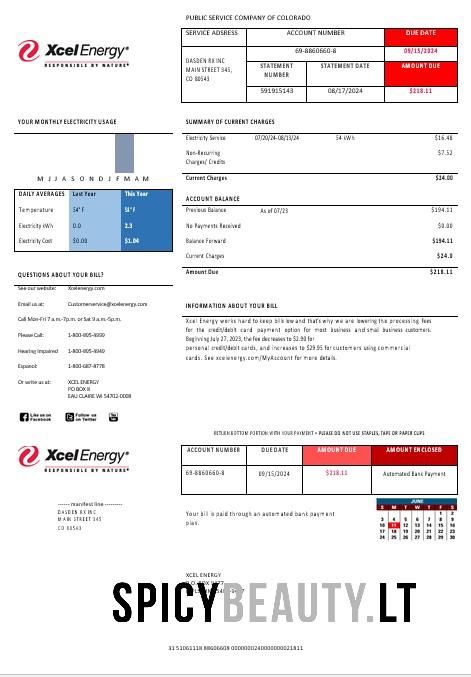 PUBLIC SERVICE COMPANY OF COLORADO
XcelEnergy®
RESPONSIBLE BY NATURE®
SERVICE ADSRESS
ACCOUNT NUMBER
DUE DATE
69-8860660-8
09/15/2024
DASDEN RX INC
MAIN STREET 345,
CO 80543
STATEMENT NUMBER
STATEMENT DATE
AMOUNT DUE
591915143
08/17/2024
$218.11
YOUR MONTHLY ELECTRICITY USAGE
M J J A S O N D J F M A M
DAILY AVERAGES Last Year This Year
Temperature 54° F 51° F
Electricity kWh 0.0 2.3
Electricity Cost $0.00 $1.04
QUESTIONS ABOUT YOUR BILL?
See our website: Xcelenergy.com
Email us at: Customerservice@xcelenergy.com
Call Mon-Fri 7 a.m.-7p.m. or Sat 9 a.m.-5p.m.
Please Call: 1-800-895-4999
Hearing Impaired 1-800-895-4949
Espanol: 1-800-687-8778
Or write us at: XCEL ENERGY
PO BOX 8
EAU CLAIRE WI 54702-0008
Like us on Facebook
Follow us on Twitter
You Tube
SUMMARY OF CURRENT CHARGES
Electricity Service 07/20/24-08/13/24 54 kWh $16.48
Non-Recurring Charges/ Credits $7.52
Current Charges $24.00
ACCOUNT BALANCE
Previous Balance As of 07/23 $194.11
No Payments Received $0.00
Balance Forward $194.11
Current Charges $24.0
Amount Due $218.11
INFORMATION ABOUT YOUR BILL
Xcel Energy works hard to keep bills low and that's why we are lowering the processing fees
for the credit/debit card payment option for most business and small business customers.
Beginning July 27, 2023, the fee decreases to $2.90 for
personal credit/debit cards, and increases to $29.95 for customers using commercial
cards. See xcelenergy.com/MyAccount for more details.
RETURN BOTTOM PORTION WITH YOUR PAYMENT • PLEASE DO NOT USE STAPLES, TAPE OR PAPER CLIPS
XcelEnergy®
RESPONSIBLE BY NATURE®
ACCOUNT NUMBER DUE DATE AMOUNT DUE AMOUNT ENCLOSED
69-8860660-8 09/15/2024 $218.11 Automated Bank Payment
------- manifest line ---------
DASDEN RX INC
MAIN STREET 345
CO 80543
Your bill is paid through an automated bank payment
plan.
JUNE
S M T W T F S
1 2
3 4 5 6 7 8 9
10 11 12 13 14 15 16
17 18 19 20 21 22 23
24 25 26 27 28 29 30
XCEL ENERGY
SPICYBEAUTY.LT
31 51061118 88606608 0000000240000000021811